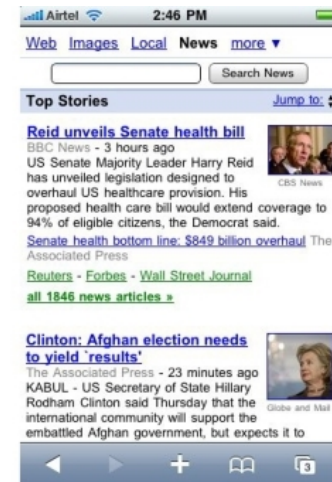 Airtel 2:46 PM
Web Images Local News more ▼
Search News
Top Stories Jump to:
Reid unveils Senate health bill
BBC News - 3 hours ago
US Senate Majority Leader Harry Reid
has unveiled legislation designed to
overhaul US healthcare provision. His
proposed health care bill would extend coverage to
94% of eligible citizens, the Democrat said.
CBS News
Senate health bottom line: $849 billion overhaul The
Associated Press
Reuters - Forbes - Wall Street Journal
all 1846 news articles »
Clinton: Afghan election needs
to yield `results'
The Associated Press - 23 minutes ago
KABUL - US Secretary of State Hillary
Rodham Clinton said Thursday that the
international community will support the
embattled Afghan government, but expects it to
Globe and Mail
3